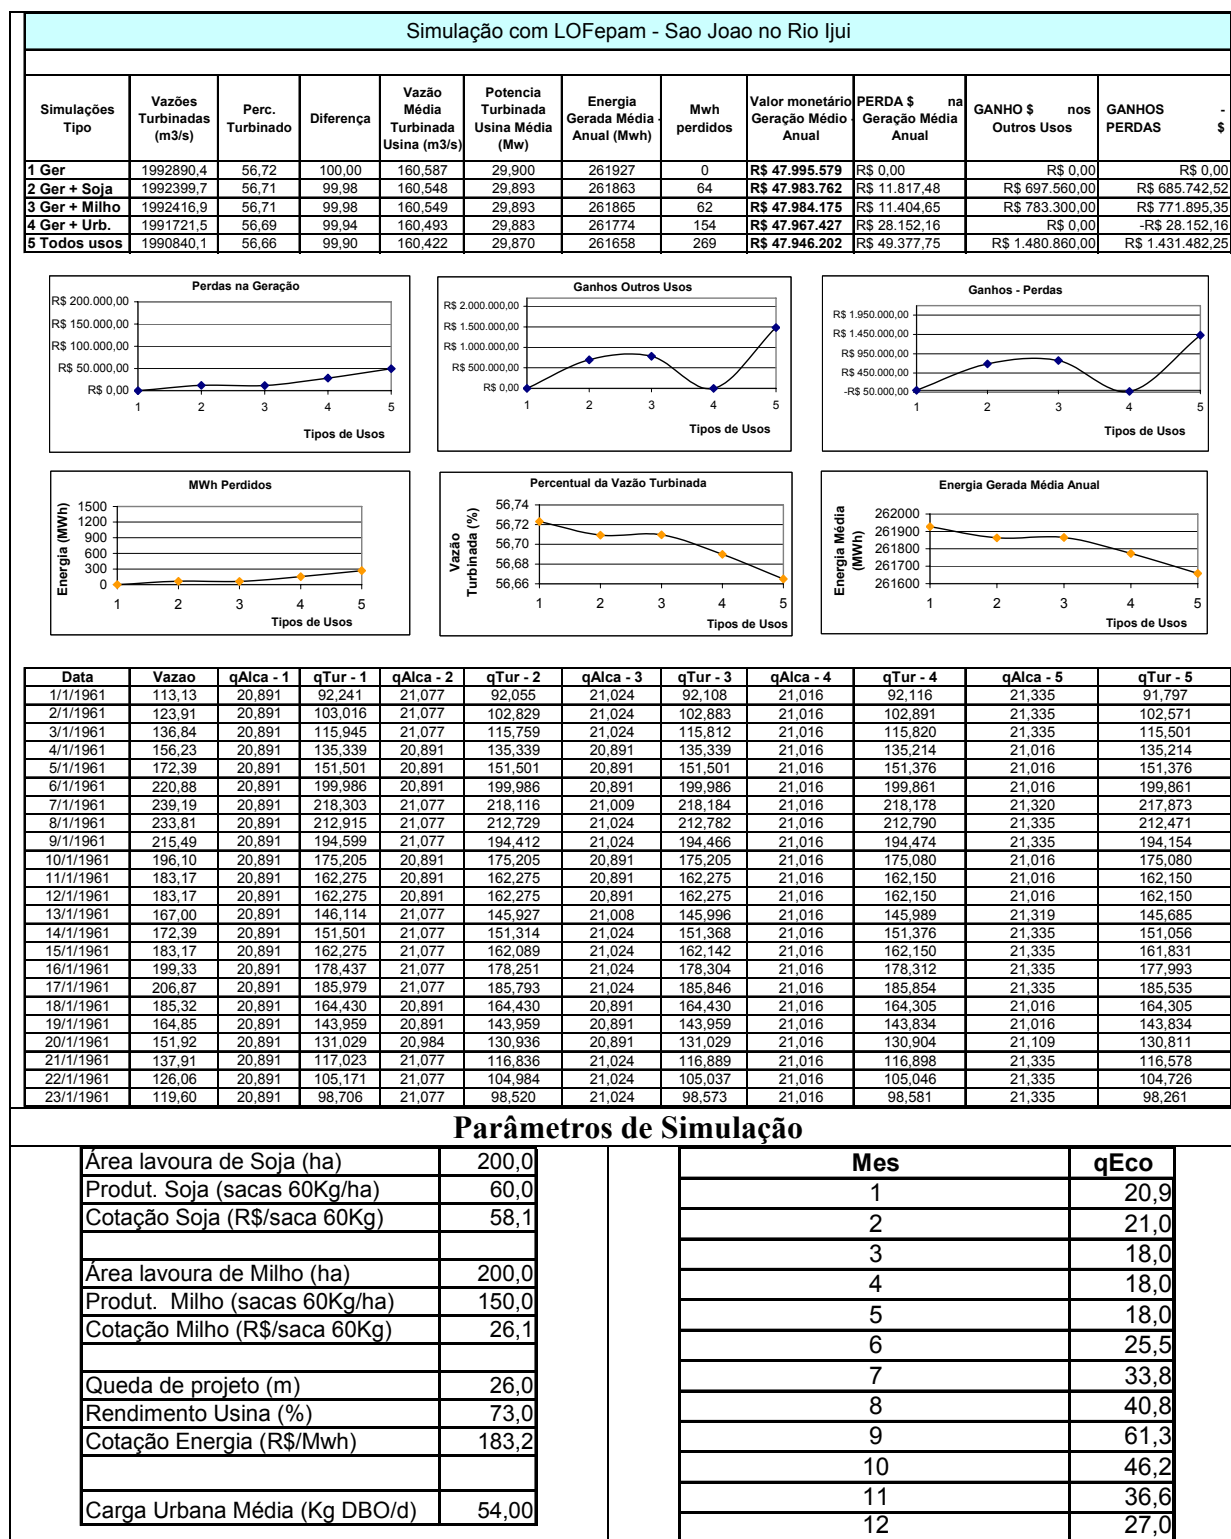 Simulação com LOFepam - Sao Joao no Rio Ijui
Simulações Tipo | Vazões Turbinadas (m3/s) | Perc. Turbinado | Diferença | Vazão Média Turbinada Usina (m3/s) | Potencia Turbinada Usina Média (Mw) | Energia Gerada Média - Anual (Mwh) | Mwh perdidos | Valor monetário Geração Médio - Anual | PERDA $ na Geração Média Anual | GANHO $ nos Outros Usos | GANHOS - PERDAS $
1 Ger | 1992890,4 | 56,72 | 100,00 | 160,587 | 29,900 | 261927 | 0 | R$ 47.995.579 | R$ 0,00 | R$ 0,00 | R$ 0,00
2 Ger + Soja | 1992399,7 | 56,71 | 99,98 | 160,548 | 29,893 | 261863 | 64 | R$ 47.983.762 | R$ 11.817,48 | R$ 697.560,00 | R$ 685.742,52
3 Ger + Milho | 1992416,9 | 56,71 | 99,98 | 160,549 | 29,893 | 261865 | 62 | R$ 47.984.175 | R$ 11.404,65 | R$ 783.300,00 | R$ 771.895,35
4 Ger + Urb. | 1991721,5 | 56,69 | 99,94 | 160,493 | 29,883 | 261774 | 154 | R$ 47.967.427 | R$ 28.152,16 | R$ 0,00 | -R$ 28.152,16
5 Todos usos | 1990840,1 | 56,66 | 99,90 | 160,422 | 29,870 | 261658 | 269 | R$ 47.946.202 | R$ 49.377,75 | R$ 1.480.860,00 | R$ 1.431.482,25
Perdas na Geração
R$ 200.000,00
R$ 150.000,00
R$ 100.000,00
R$ 50.000,00
R$ 0,00
1 2 3 4 5
Tipos de Usos
Ganhos Outros Usos
R$ 2.000.000,00
R$ 1.500.000,00
R$ 1.000.000,00
R$ 500.000,00
R$ 0,00
1 2 3 4 5
Tipos de Usos
Ganhos - Perdas
R$ 1.950.000,00
R$ 1.450.000,00
R$ 950.000,00
R$ 450.000,00
-R$ 50.000,00
1 2 3 4 5
Tipos de Usos
MWh Perdidos
Energia (MWh)
1500
1200
900
600
300
0
1 2 3 4 5
Tipos de Usos
Percentual da Vazão Turbinada
Vazão Turbinada (%)
56,74
56,72
56,70
56,68
56,66
1 2 3 4 5
Tipos de Usos
Energia Gerada Média Anual
Energia Média (MWh)
262000
261900
261800
261700
261600
1 2 3 4 5
Tipos de Usos
Data | Vazao | qAlca - 1 | qTur - 1 | qAlca - 2 | qTur - 2 | qAlca - 3 | qTur - 3 | qAlca - 4 | qTur - 4 | qAlca - 5 | qTur - 5
1/1/1961 | 113,13 | 20,891 | 92,241 | 21,077 | 92,055 | 21,024 | 92,108 | 21,016 | 92,116 | 21,335 | 91,797
2/1/1961 | 123,91 | 20,891 | 103,016 | 21,077 | 102,829 | 21,024 | 102,883 | 21,016 | 102,891 | 21,335 | 102,571
3/1/1961 | 136,84 | 20,891 | 115,945 | 21,077 | 115,759 | 21,024 | 115,812 | 21,016 | 115,820 | 21,335 | 115,501
4/1/1961 | 156,23 | 20,891 | 135,339 | 20,891 | 135,339 | 20,891 | 135,339 | 21,016 | 135,214 | 21,016 | 135,214
5/1/1961 | 172,39 | 20,891 | 151,501 | 20,891 | 151,501 | 20,891 | 151,501 | 21,016 | 151,376 | 21,016 | 151,376
6/1/1961 | 220,88 | 20,891 | 199,986 | 20,891 | 199,986 | 20,891 | 199,986 | 21,016 | 199,861 | 21,016 | 199,861
7/1/1961 | 239,19 | 20,891 | 218,303 | 21,077 | 218,116 | 21,009 | 218,184 | 21,016 | 218,178 | 21,320 | 217,873
8/1/1961 | 233,81 | 20,891 | 212,915 | 21,077 | 212,729 | 21,024 | 212,782 | 21,016 | 212,790 | 21,335 | 212,471
9/1/1961 | 215,49 | 20,891 | 194,599 | 21,077 | 194,412 | 21,024 | 194,466 | 21,016 | 194,474 | 21,335 | 194,154
10/1/1961 | 196,10 | 20,891 | 175,205 | 20,891 | 175,205 | 20,891 | 175,205 | 21,016 | 175,080 | 21,016 | 175,080
11/1/1961 | 183,17 | 20,891 | 162,275 | 20,891 | 162,275 | 20,891 | 162,275 | 21,016 | 162,150 | 21,016 | 162,150
12/1/1961 | 183,17 | 20,891 | 162,275 | 20,891 | 162,275 | 20,891 | 162,275 | 21,016 | 162,150 | 21,016 | 162,150
13/1/1961 | 167,00 | 20,891 | 146,114 | 21,077 | 145,927 | 21,008 | 145,996 | 21,016 | 145,989 | 21,319 | 145,685
14/1/1961 | 172,39 | 20,891 | 151,501 | 21,077 | 151,314 | 21,024 | 151,368 | 21,016 | 151,376 | 21,335 | 151,056
15/1/1961 | 183,17 | 20,891 | 162,275 | 21,077 | 162,089 | 21,024 | 162,142 | 21,016 | 162,150 | 21,335 | 161,831
16/1/1961 | 199,33 | 20,891 | 178,437 | 21,077 | 178,251 | 21,024 | 178,304 | 21,016 | 178,312 | 21,335 | 177,993
17/1/1961 | 206,87 | 20,891 | 185,979 | 21,077 | 185,793 | 21,024 | 185,846 | 21,016 | 185,854 | 21,335 | 185,535
18/1/1961 | 185,32 | 20,891 | 164,430 | 20,891 | 164,430 | 20,891 | 164,430 | 21,016 | 164,305 | 21,016 | 164,305
19/1/1961 | 164,85 | 20,891 | 143,959 | 20,891 | 143,959 | 20,891 | 143,959 | 21,016 | 143,834 | 21,016 | 143,834
20/1/1961 | 151,92 | 20,891 | 131,029 | 20,984 | 130,936 | 20,891 | 131,029 | 21,016 | 130,904 | 21,109 | 130,811
21/1/1961 | 137,91 | 20,891 | 117,023 | 21,077 | 116,836 | 21,024 | 116,889 | 21,016 | 116,898 | 21,335 | 116,578
22/1/1961 | 126,06 | 20,891 | 105,171 | 21,077 | 104,984 | 21,024 | 105,037 | 21,016 | 105,046 | 21,335 | 104,726
23/1/1961 | 119,60 | 20,891 | 98,706 | 21,077 | 98,520 | 21,024 | 98,573 | 21,016 | 98,581 | 21,335 | 98,261
Parâmetros de Simulação
Área lavoura de Soja (ha) | 200,0
Produt. Soja (sacas 60Kg/ha) | 60,0
Cotação Soja (R$/saca 60Kg) | 58,1
Área lavoura de Milho (ha) | 200,0
Produt. Milho (sacas 60Kg/ha) | 150,0
Cotação Milho (R$/saca 60Kg) | 26,1
Queda de projeto (m) | 26,0
Rendimento Usina (%) | 73,0
Cotação Energia (R$/Mwh) | 183,2
Carga Urbana Média (Kg DBO/d) | 54,00
Mes | qEco
1 | 20,9
2 | 21,0
3 | 18,0
4 | 18,0
5 | 18,0
6 | 25,5
7 | 33,8
8 | 40,8
9 | 61,3
10 | 46,2
11 | 36,6
12 | 27,0